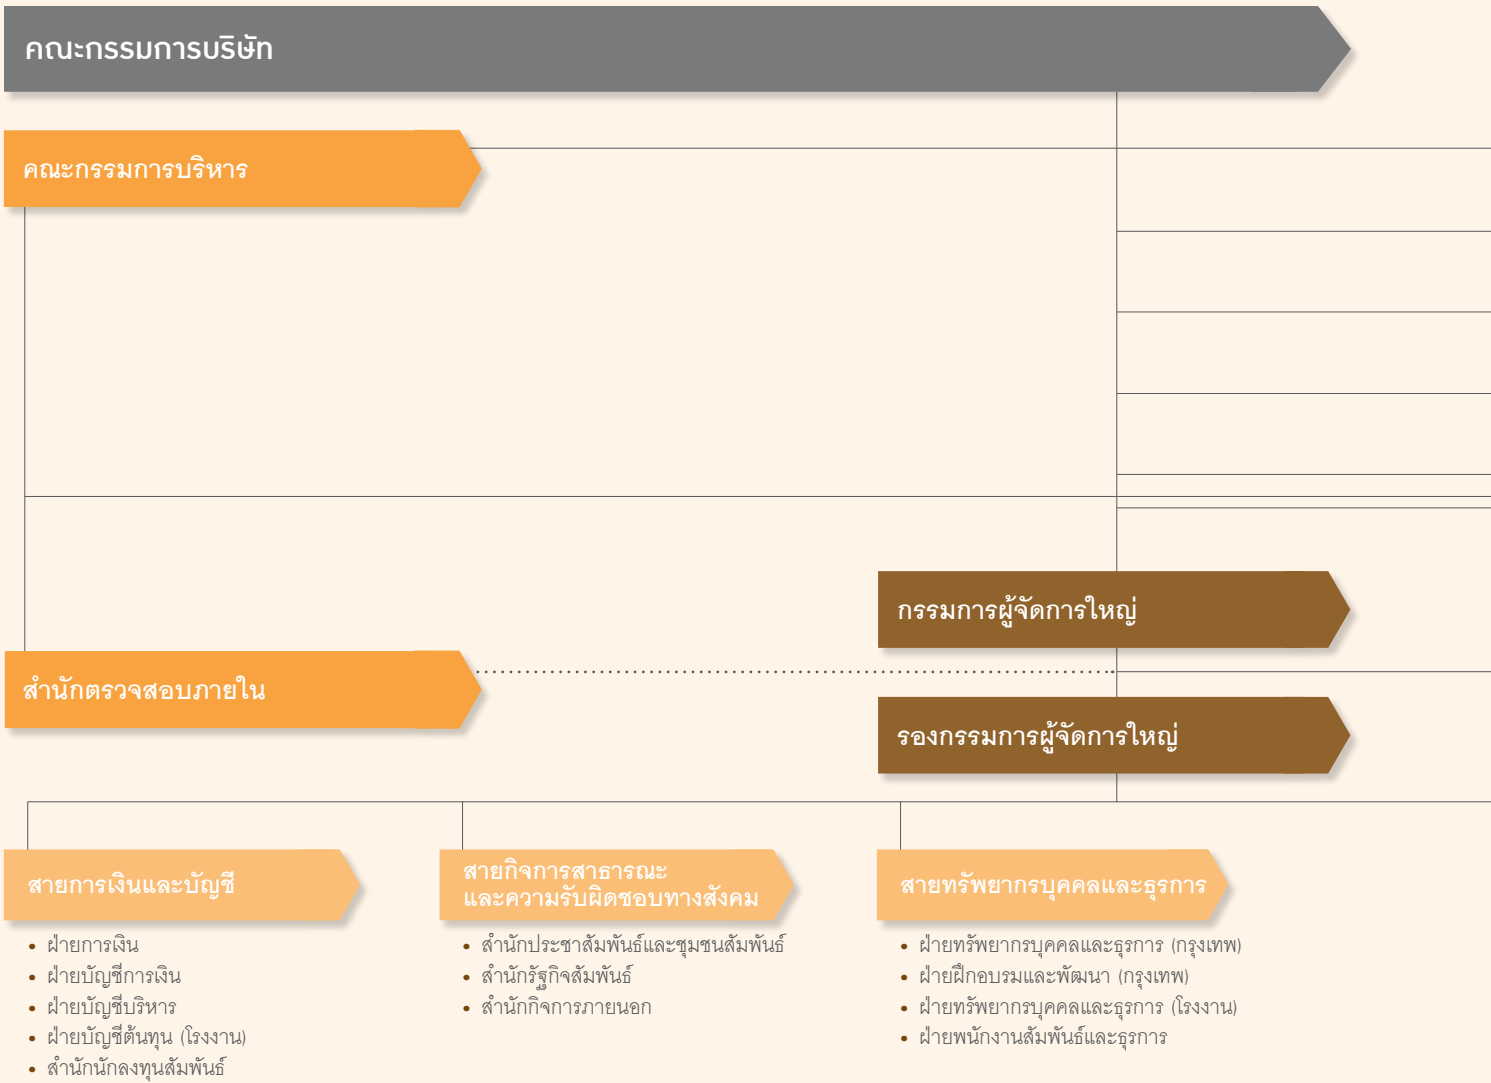 คณะกรรมการบริษัท
คณะกรรมการบริหาร
กรรมการผู้จัดการใหญ่
สำนักตรวจสอบภายใน
รองกรรมการผู้จัดการใหญ่
สายการเงินและบัญชี
• ฝ่ายการเงิน
• ฝ่ายบัญชีการเงิน
• ฝ่ายบัญชีบริหาร
• ฝ่ายบัญชีต้นทุน (โรงงาน)
• สำนักนักลงทุนสัมพันธ์
สายกิจการสาธารณะ
และความรับผิดชอบทางสังคม
• สำนักประชาสัมพันธ์และชุมชนสัมพันธ์
• สำนักรัฐกิจสัมพันธ์
• สำนักกิจการภายนอก
สายทรัพยากรบุคคลและธุรการ
• ฝ่ายทรัพยากรบุคคลและธุรการ (กรุงเทพ)
• ฝ่ายฝึกอบรมและพัฒนา (กรุงเทพ)
• ฝ่ายทรัพยากรบุคคลและธุรการ (โรงงาน)
• ฝ่ายพนักงานสัมพันธ์และธุรการ